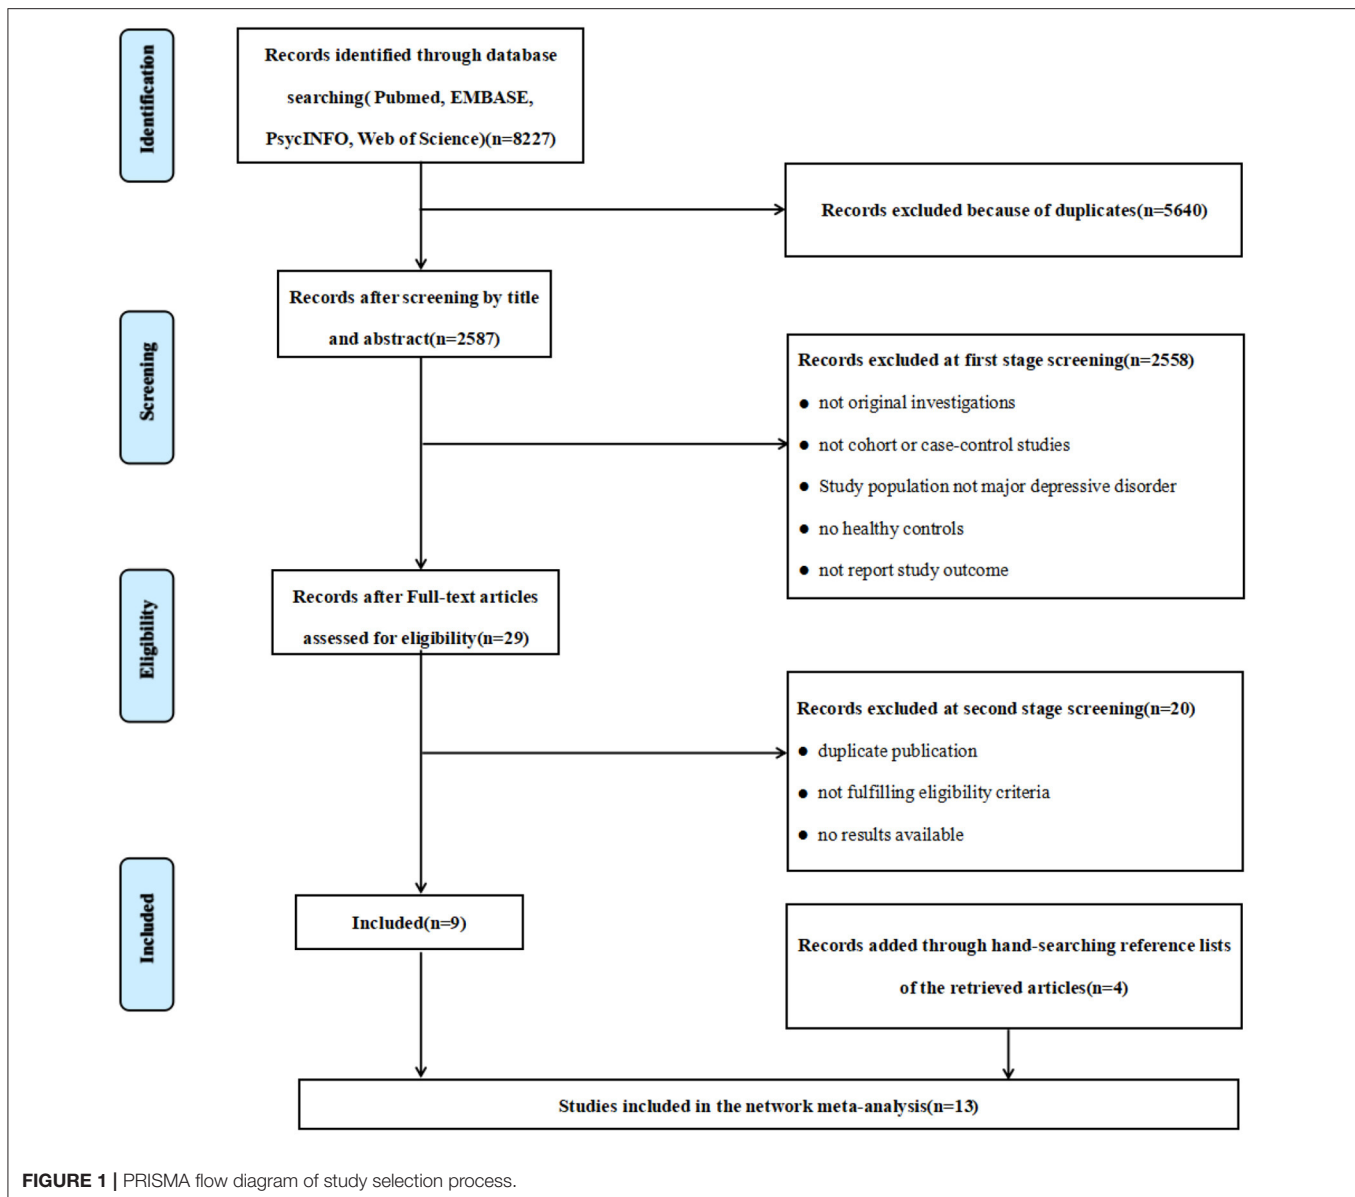 Identification
Records identified through database
searching( Pubmed, EMBASE,
PsycINFO, Web of Science)(n=8227)
Records excluded because of duplicates(n=5640)
Screening
Records after screening by title
and abstract(n=2587)
Records excluded at first stage screening(n=2558)
● not original investigations
● not cohort or case-control studies
● Study population not major depressive disorder
● no healthy controls
● not report study outcome
Eligibility
Records after Full-text articles
assessed for eligibility(n=29)
Records excluded at second stage screening(n=20)
● duplicate publication
● not fulfilling eligibility criteria
● no results available
Included
Included(n=9)
Records added through hand-searching reference lists
of the retrieved articles(n=4)
Studies included in the network meta-analysis(n=13)
FIGURE 1 | PRISMA flow diagram of study selection process.